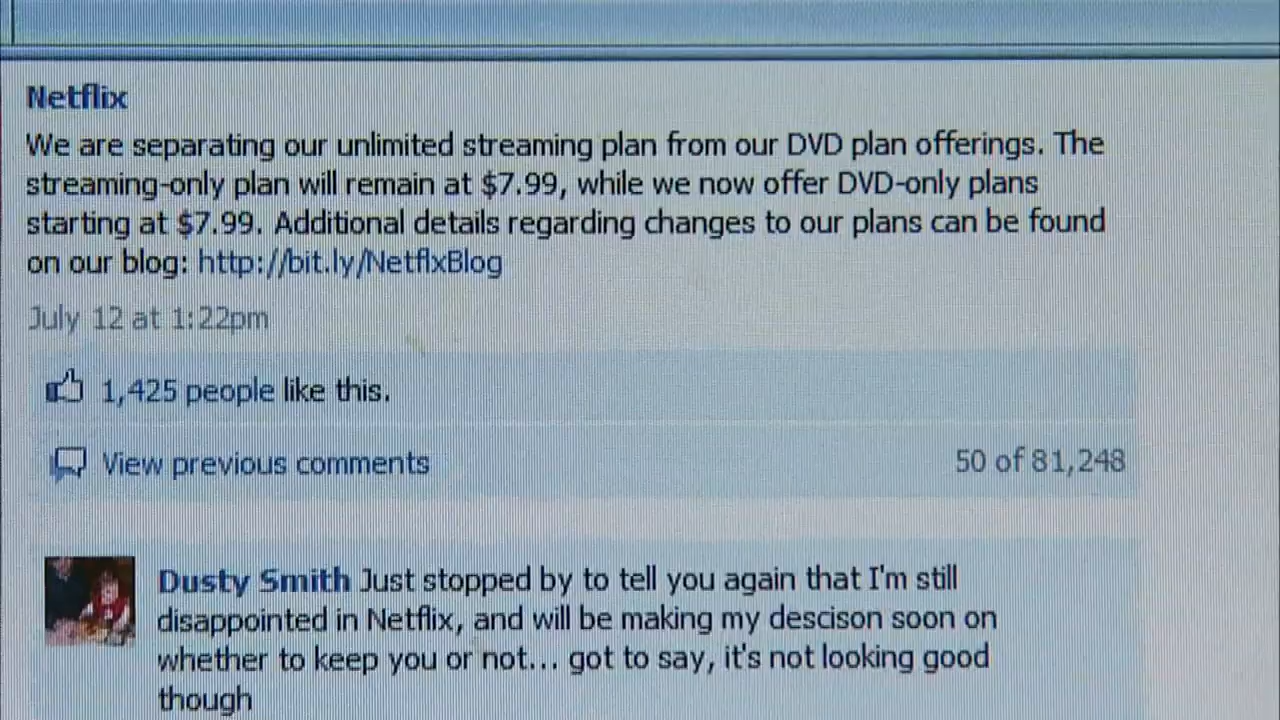 Netflix
We are separating our unlimited streaming plan from our DVD plan offerings. The
streaming-only plan will remain at $7.99, while we now offer DVD-only plans
starting at $7.99. Additional details regarding changes to our plans can be found
on our blog: http://bit.ly/NetflxBlog
July 12 at 1:22pm
1,425 people like this.
View previous comments 50 of 81,248
Dusty Smith Just stopped by to tell you again that I'm still
disappointed in Netflix, and will be making my descison soon on
whether to keep you or not... got to say, it's not looking good
though